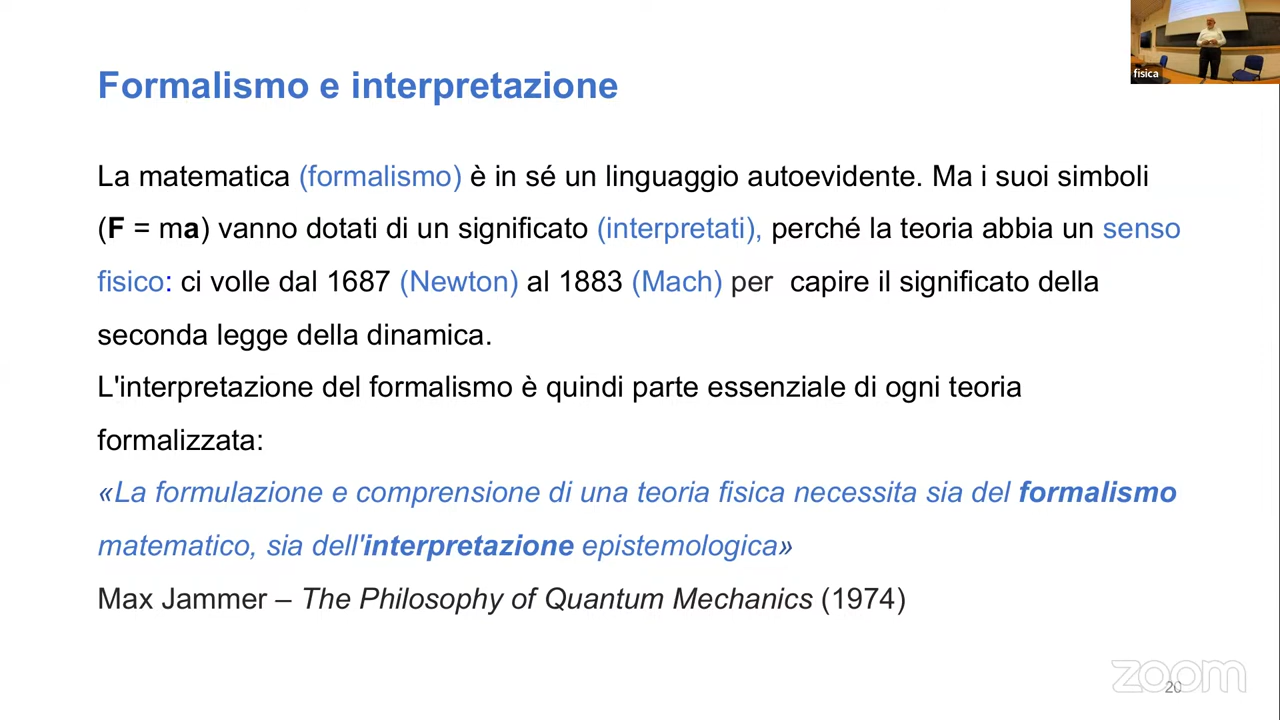 Formalismo e interpretazione
fisica
La matematica (formalismo) è in sé un linguaggio autoevidente. Ma i suoi simboli
(F = ma) vanno dotati di un significato (interpretati), perché la teoria abbia un senso
fisico: ci volle dal 1687 (Newton) al 1883 (Mach) per capire il significato della
seconda legge della dinamica.
L'interpretazione del formalismo è quindi parte essenziale di ogni teoria
formalizzata:
«La formulazione e comprensione di una teoria fisica necessita sia del formalismo
matematico, sia dell'interpretazione epistemologica»
Max Jammer – The Philosophy of Quantum Mechanics (1974)
zoom
20